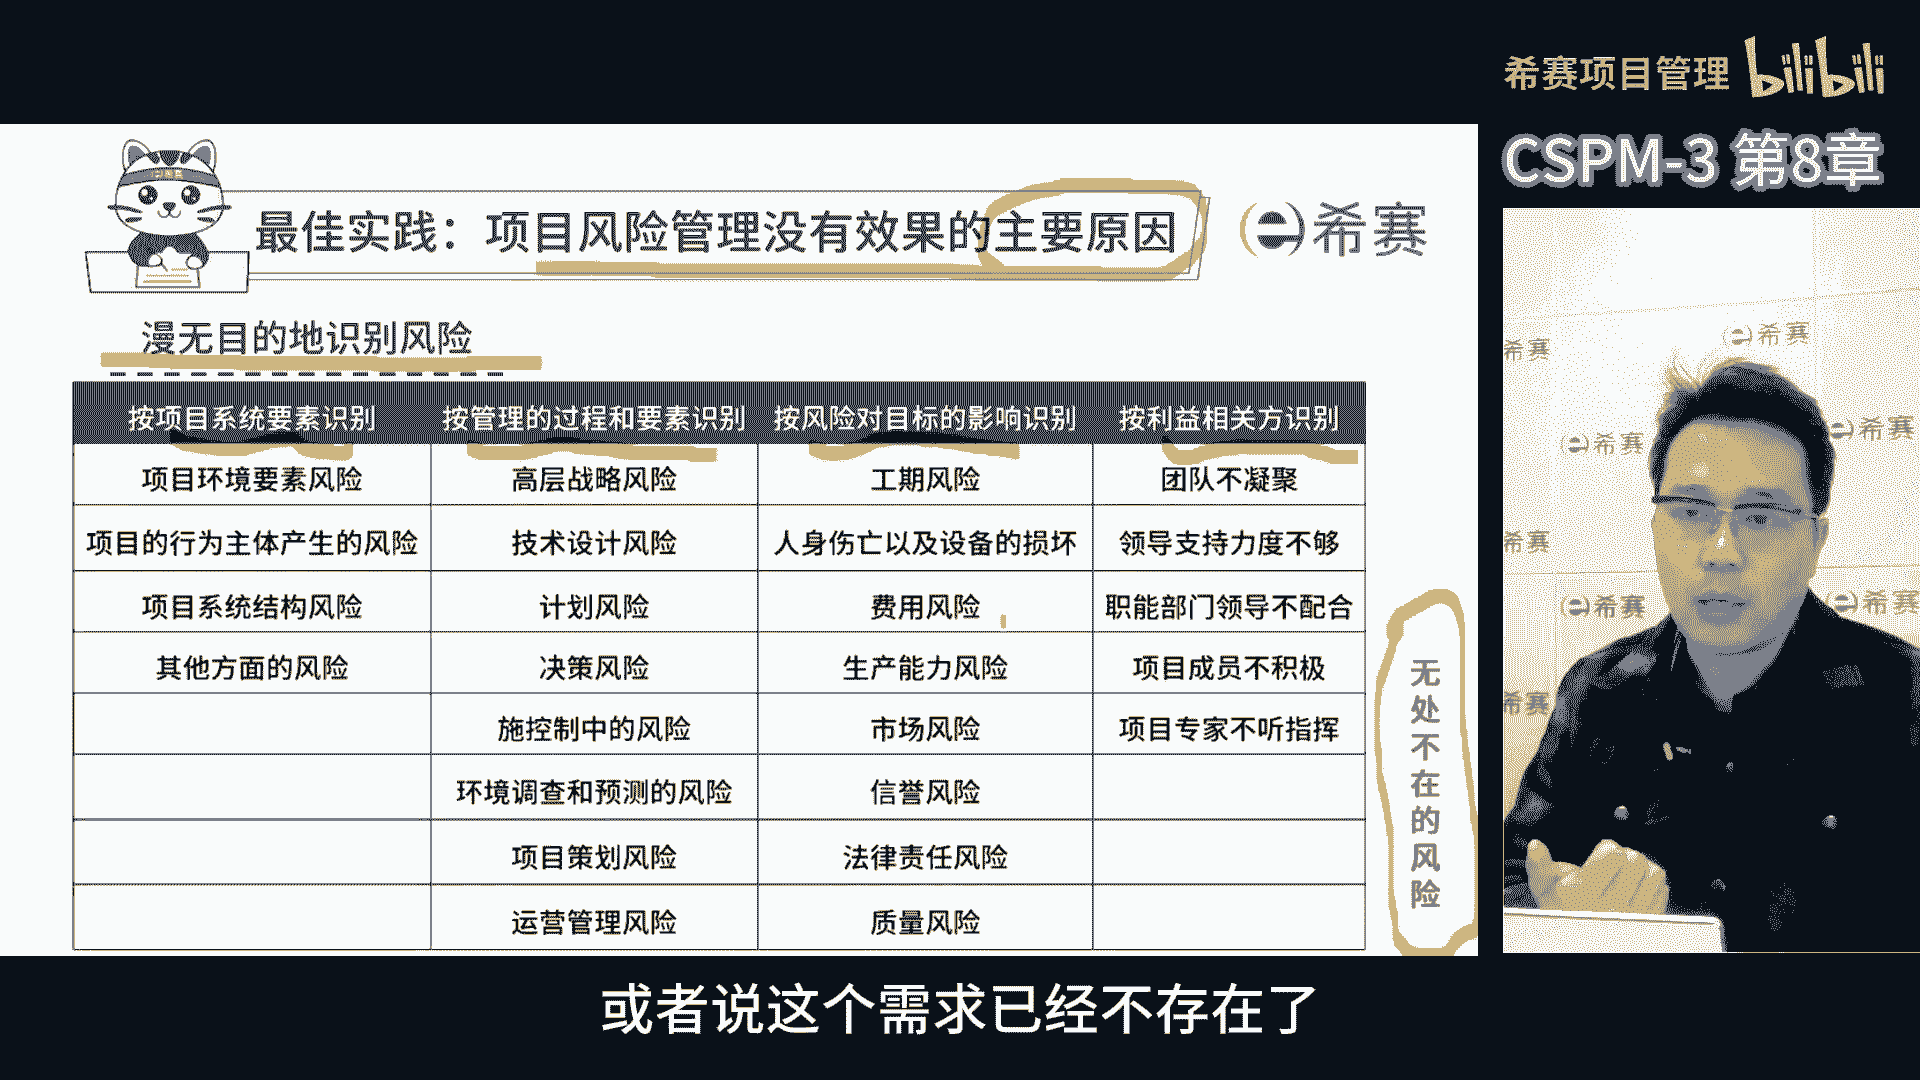 希赛项目管理 bilibili
CSPM-3 第8章
最佳实践：项目风险管理没有效果的主要原因
希赛
漫无目的地识别风险
按项目系统要素识别 按管理的过程和要素识别 按风险对目标的影响识别 按利益相关方识别
项目环境要素风险 高层战略风险 工期风险 团队不凝聚
项目的行为主体产生的风险 技术设计风险 人身伤亡以及设备的损坏 领导支持力度不够
项目系统结构风险 计划风险 费用风险 职能部门领导不配合
其他方面的风险 决策风险 生产能力风险 项目成员不积极
施控制中的风险 市场风险 项目专家不听指挥
环境调查和预测的风险 信誉风险
项目策划风险 法律责任风险
运营管理风险 质量风险
无处不在的风险
希赛
希赛
希赛
希赛
希赛
希赛
希赛
希赛
或者说这个需求已经不存在了